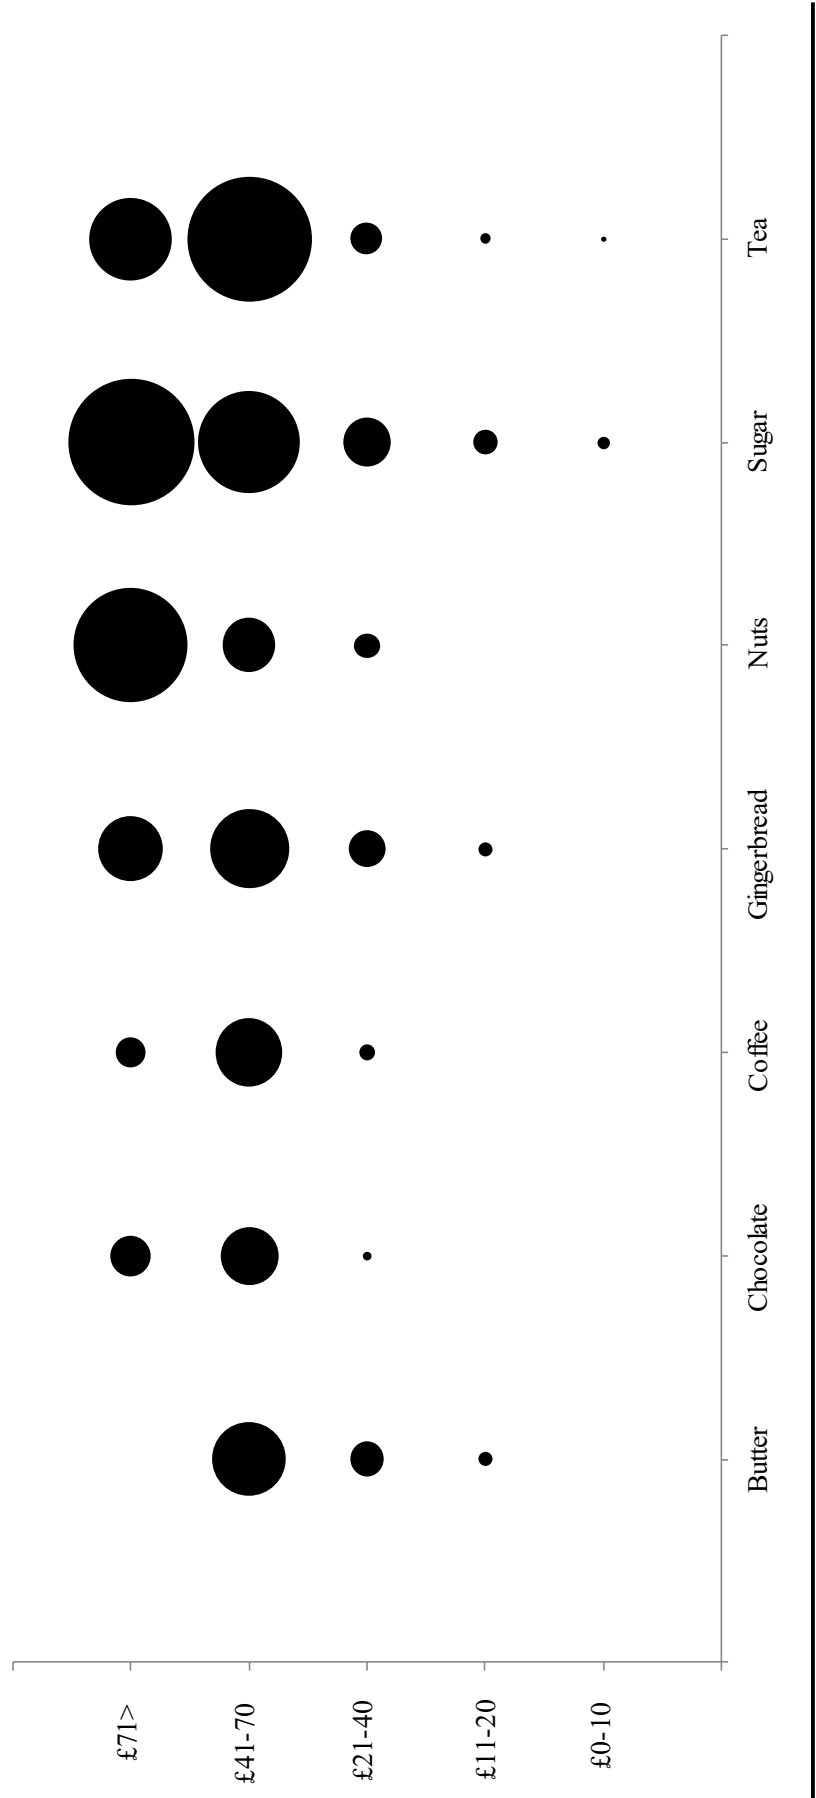 £71>
£41-70
£21-40
£11-20
£0-10
Butter
Chocolate
Coffee
Gingerbread
Nuts
Sugar
Tea